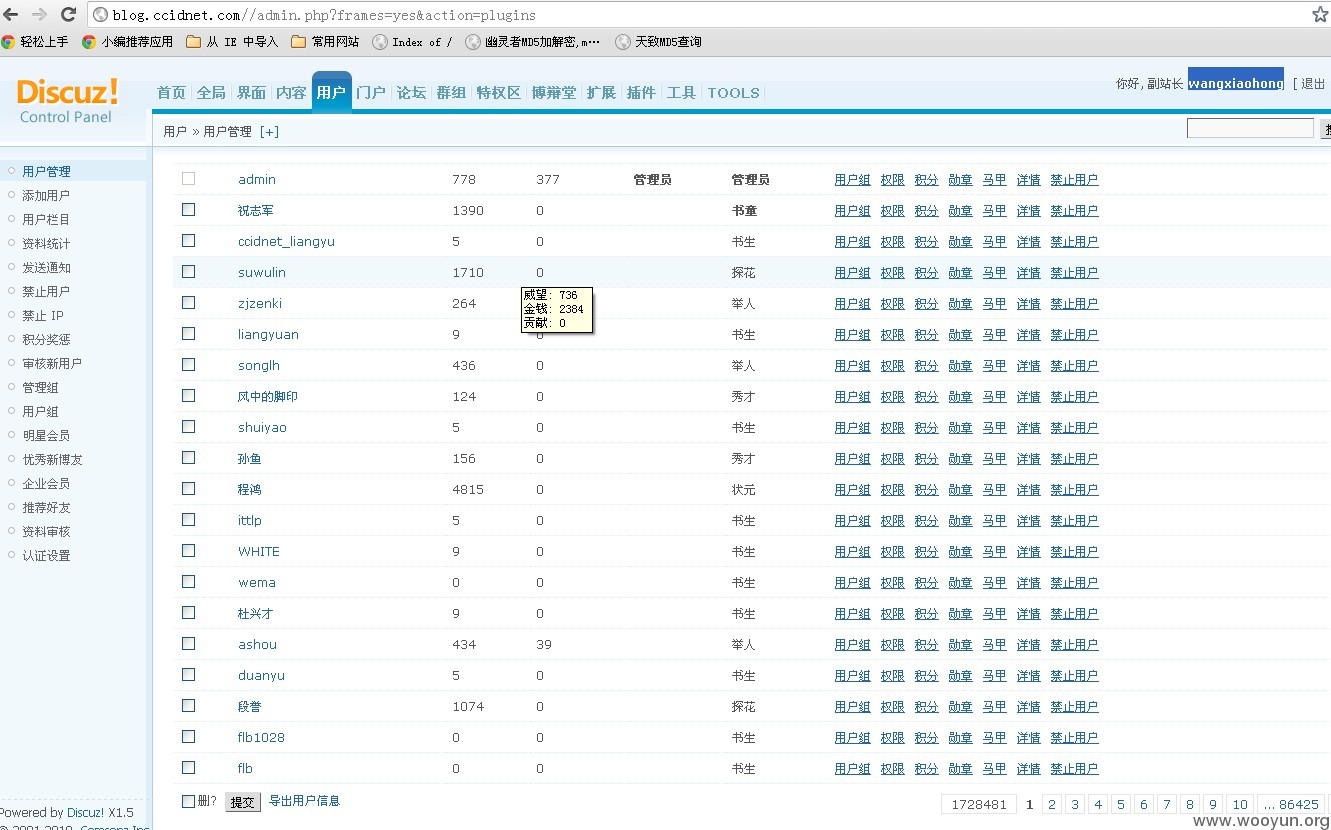 blog.ccidnet.com//admin.php?frames=yes&action=plugins
轻松上手 小编推荐应用 从 IE 中导入 常用网站 Index of / 幽灵者MD5加解密,m… 天致MD5查询
Discuz!
Control Panel
首页 全局 界面 内容 用户 门户 论坛 群组 特权区 博辩堂 扩展 插件 工具 TOOLS
你好, 副站长 wangxiaohong [ 退出
用户 » 用户管理 [+]
用户管理
添加用户
用户栏目
资料统计
发送通知
禁止用户
禁止 IP
积分奖惩
审核新用户
管理组
用户组
明星会员
优秀新博友
企业会员
推荐好友
资料审核
认证设置
admin 778 377 管理员 管理员 用户组 权限 积分 勋章 马甲 详情 禁止用户
祝志军 1390 0 书童 用户组 权限 积分 勋章 马甲 详情 禁止用户
ccidnet_liangyu 5 0 书生 用户组 权限 积分 勋章 马甲 详情 禁止用户
suwulin 1710 0 探花 用户组 权限 积分 勋章 马甲 详情 禁止用户
威望: 736
金钱: 2384
贡献: 0
zjzenki 264 举人 用户组 权限 积分 勋章 马甲 详情 禁止用户
liangyuan 9 0 书生 用户组 权限 积分 勋章 马甲 详情 禁止用户
songlh 436 0 举人 用户组 权限 积分 勋章 马甲 详情 禁止用户
风中的脚印 124 0 秀才 用户组 权限 积分 勋章 马甲 详情 禁止用户
shuiyao 5 0 书生 用户组 权限 积分 勋章 马甲 详情 禁止用户
孙鱼 156 0 秀才 用户组 权限 积分 勋章 马甲 详情 禁止用户
程鸿 4815 0 状元 用户组 权限 积分 勋章 马甲 详情 禁止用户
ittlp 5 0 书生 用户组 权限 积分 勋章 马甲 详情 禁止用户
WHITE 9 0 书生 用户组 权限 积分 勋章 马甲 详情 禁止用户
wema 0 0 书生 用户组 权限 积分 勋章 马甲 详情 禁止用户
杜兴才 9 0 书生 用户组 权限 积分 勋章 马甲 详情 禁止用户
ashou 434 39 举人 用户组 权限 积分 勋章 马甲 详情 禁止用户
duanyu 5 0 书生 用户组 权限 积分 勋章 马甲 详情 禁止用户
段誉 1074 0 探花 用户组 权限 积分 勋章 马甲 详情 禁止用户
flb1028 0 0 书生 用户组 权限 积分 勋章 马甲 详情 禁止用户
flb 0 0 书生 用户组 权限 积分 勋章 马甲 详情 禁止用户
删? 提交 导出用户信息 1728481 1 2 3 4 5 6 7 8 9 10 ... 86425
Powered by Discuz! X1.5
www.wooyun.org